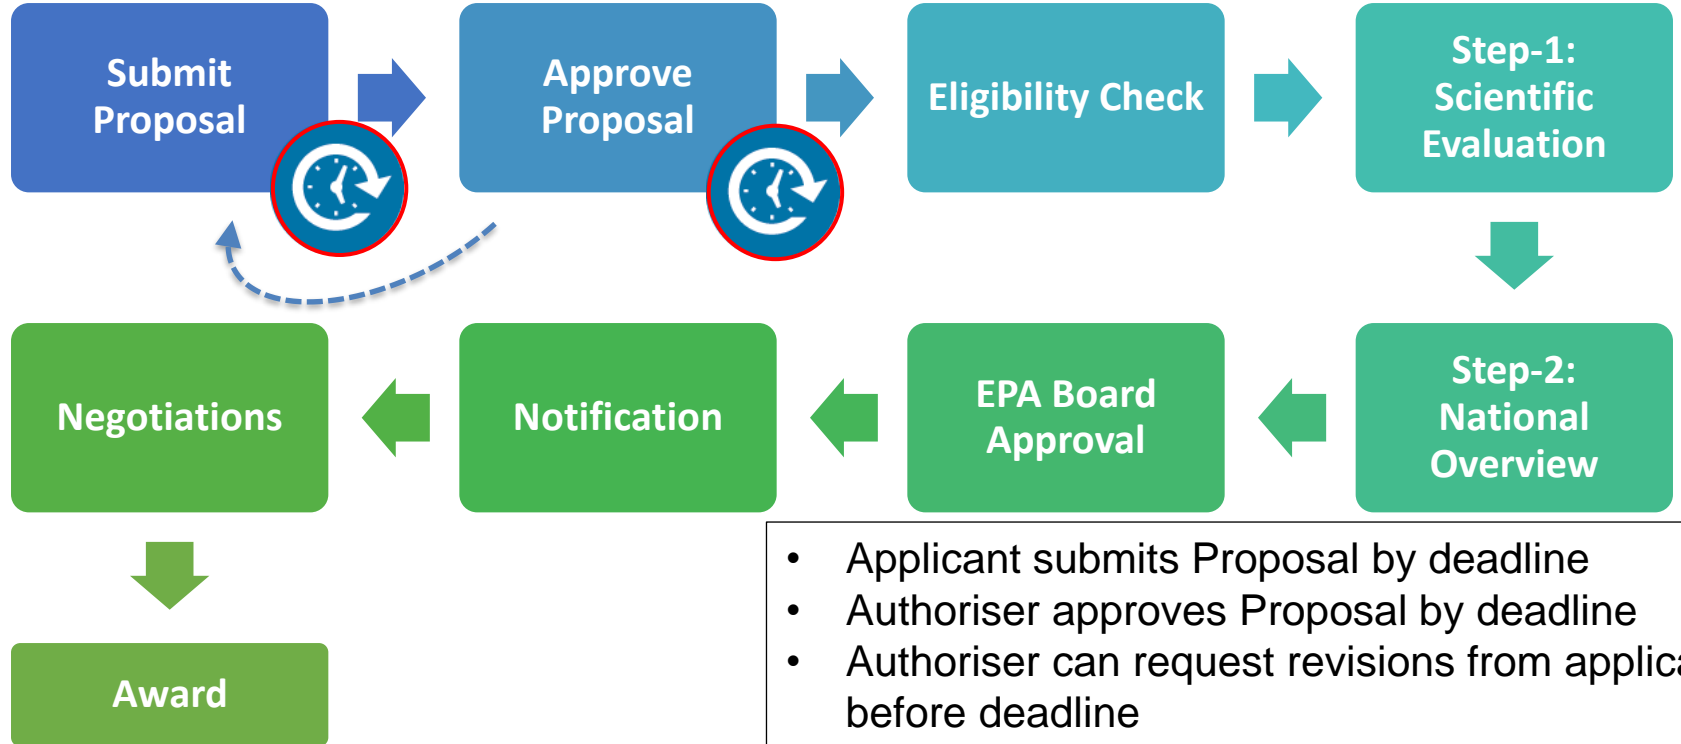 Submit
Proposal
Approve
Proposal
Eligibility Check
Step-1:
Scientific
Evaluation
Negotiations
Notification
EPA Board
Approval
Step-2:
National
Overview
Award
• Applicant submits Proposal by deadline
• Authoriser approves Proposal by deadline
• Authoriser can request revisions from
before deadline